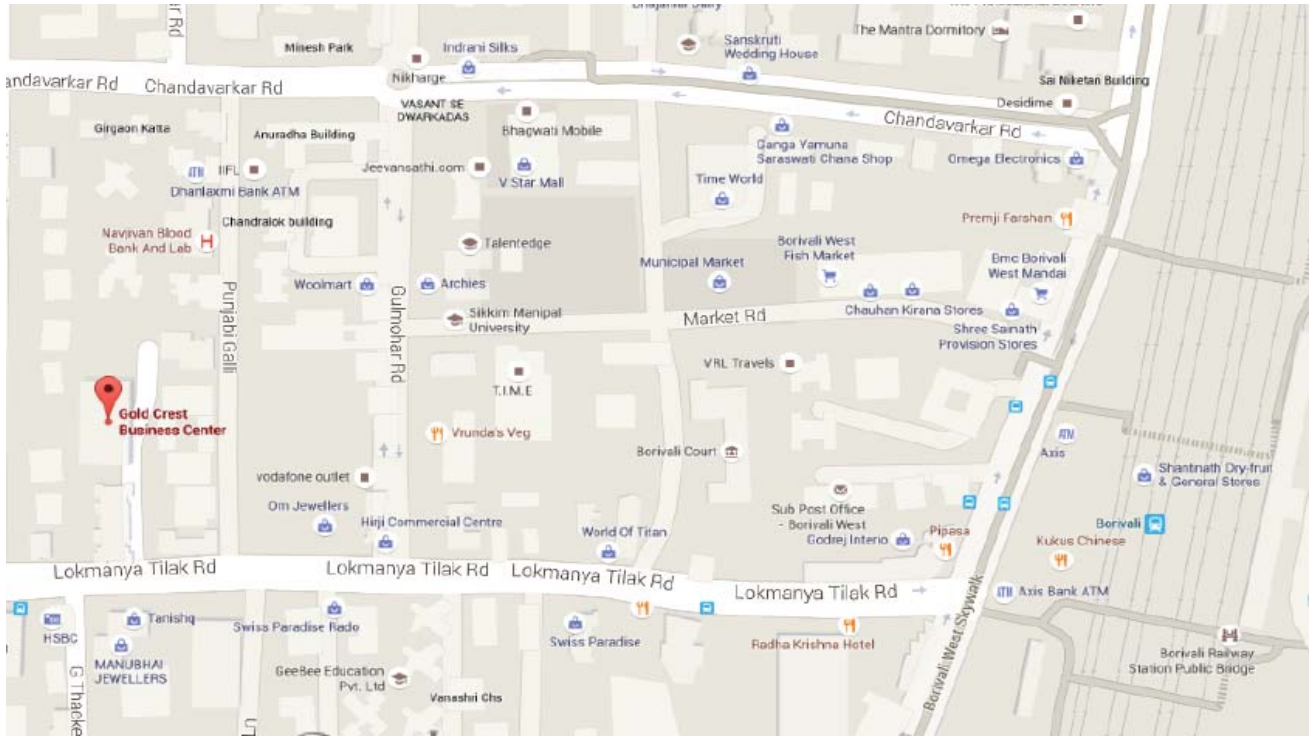 Minesh Park
Indrani Silks
Sanskruti
Wedding House
The Mantra Dormitory
Nikharge
Sai Niketan Building
andavarkar Rd
Chandavarkar Rd
VASANT SE
DWARKADAS
Desidime
Girgaon Katta
Anuradha Building
Bhagwati Mobile
Chandavarkar Rd
Ganga Yamuna
Saraswati Chana Shop
Omega Electronics
IIFL
Jeevansathi.com
V Star Mall
Time World
Dhanlaxmi Bank ATM
Chandralok building
Premji Farshan
Navjivan Blood
Bank And Lab
Talentedge
Borivali West
Fish Market
Municipal Market
Bmc Borivali
West Mandai
Woolmart
Archies
Punjabi Galli
Gulmohar Rd
Sikkim Manipal
University
Market Rd
Chauhan Kirana Stores
Shree Sainath
Provision Stores
VRL Travels
T.I.M.E
Gold Crest
Business Center
Vrunda's Veg
Borivali Court
ATM
Axis
vodafone outlet
Shantinath Dry-fruit
& General Stores
Om Jewellers
Hirji Commercial Centre
Sub Post Office
- Borivali West
World Of Titan
Godrej Interio
Pipasa
Borivali
Kukus Chinese
Lokmanya Tilak Rd
Lokmanya Tilak Rd
Lokmanya Tilak Rd
Lokmanya Tilak Rd
ATM Axis Bank ATM
HSBC
Tanishq
Swiss Paradise Rado
Swiss Paradise
Radha Krishna Hotel
Borivali West Skywalk
Borivali Railway
Station Public Bridge
MANUBHAI
JEWELLERS
G Thacke
GeeBee Education
Pvt. Ltd
Vanashri Chs